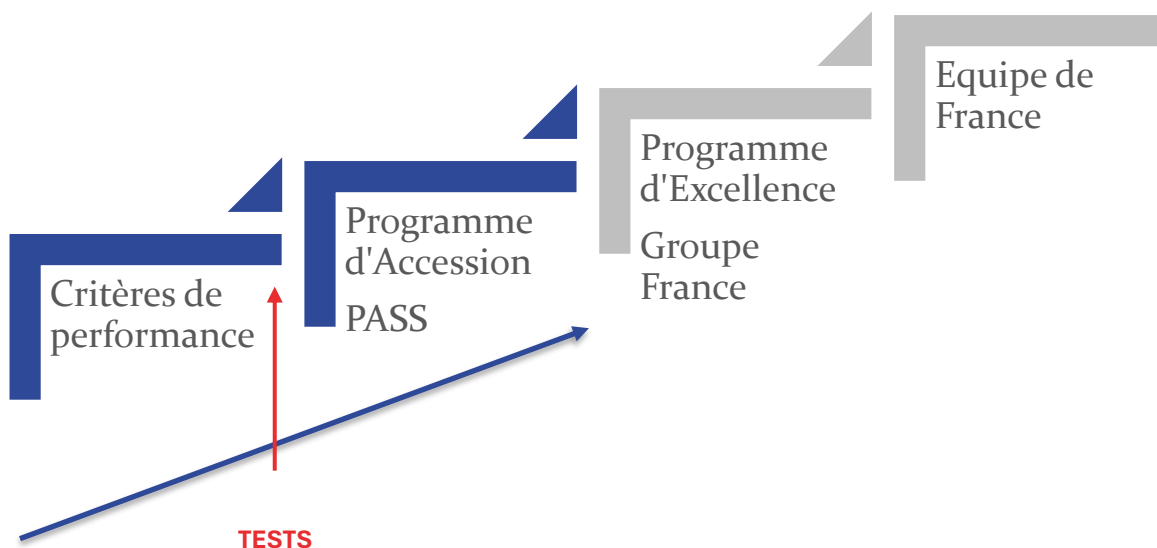 Critères de
performance
Programme
d'Accession
PASS
Programme
d'Excellence
Groupe
France
Equipe de
France
TESTS